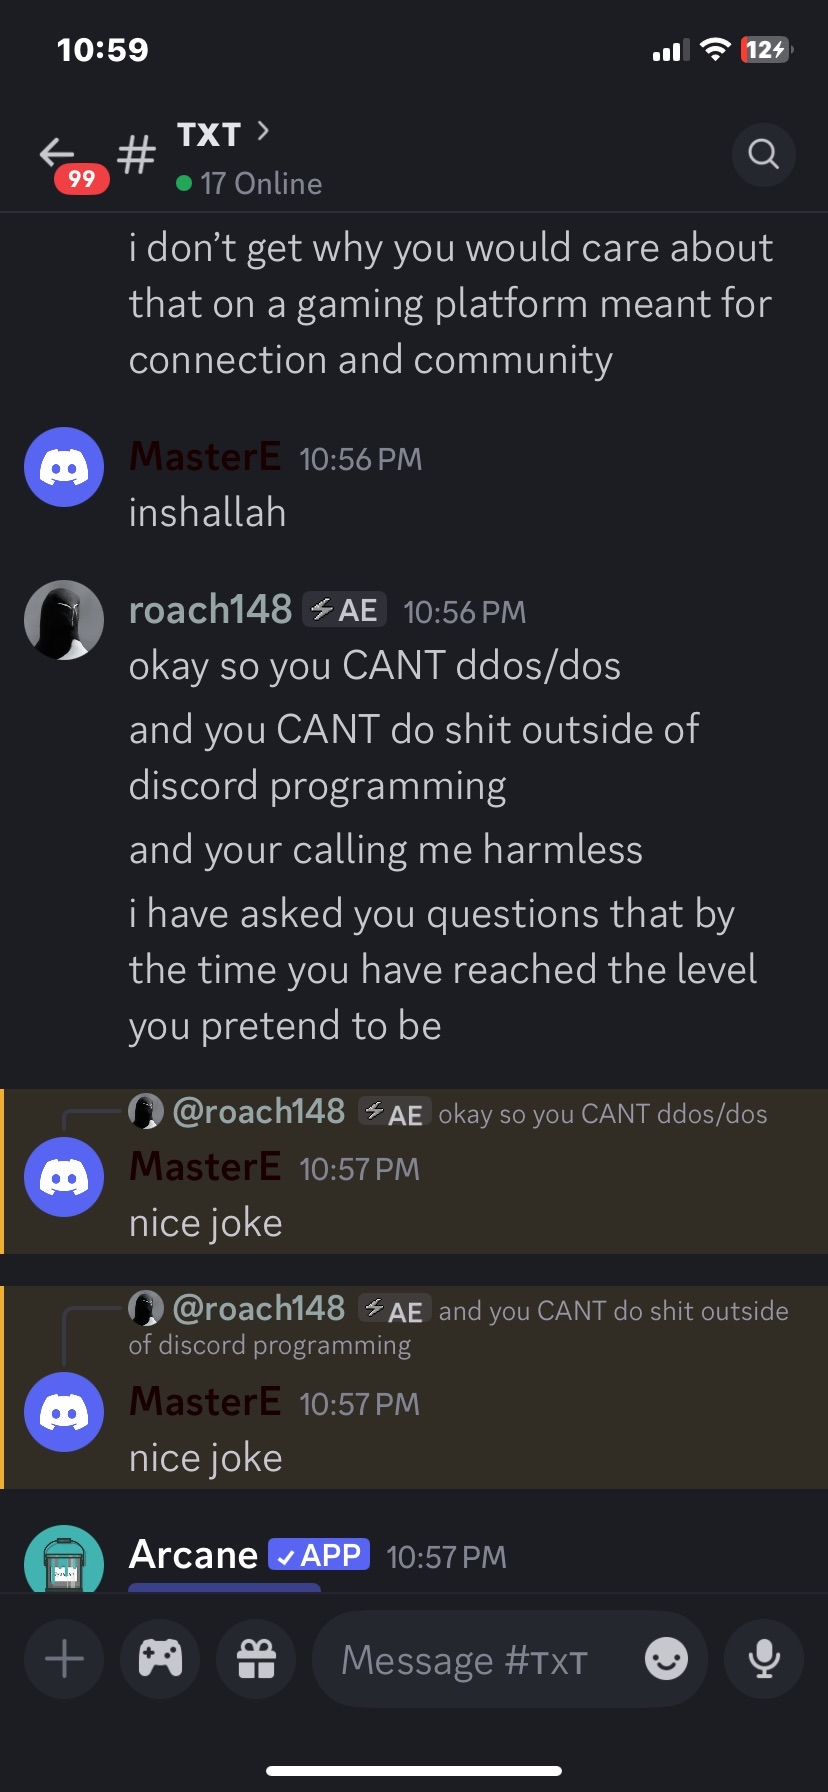 10:59
12
99
# TXT >
17 Online
i don’t get why you would care about
that on a gaming platform meant for
connection and community
MasterE 10:56 PM
inshallah
roach148 AE 10:56 PM
okay so you CANT ddos/dos
and you CANT do shit outside of
discord programming
and your calling me harmless
i have asked you questions that by
the time you have reached the level
you pretend to be
@roach148 AE okay so you CANT ddos/dos
MasterE 10:57 PM
nice joke
@roach148 AE and you CANT do shit outside
of discord programming
MasterE 10:57 PM
nice joke
Arcane ✓ APP 10:57 PM
Message #TXT